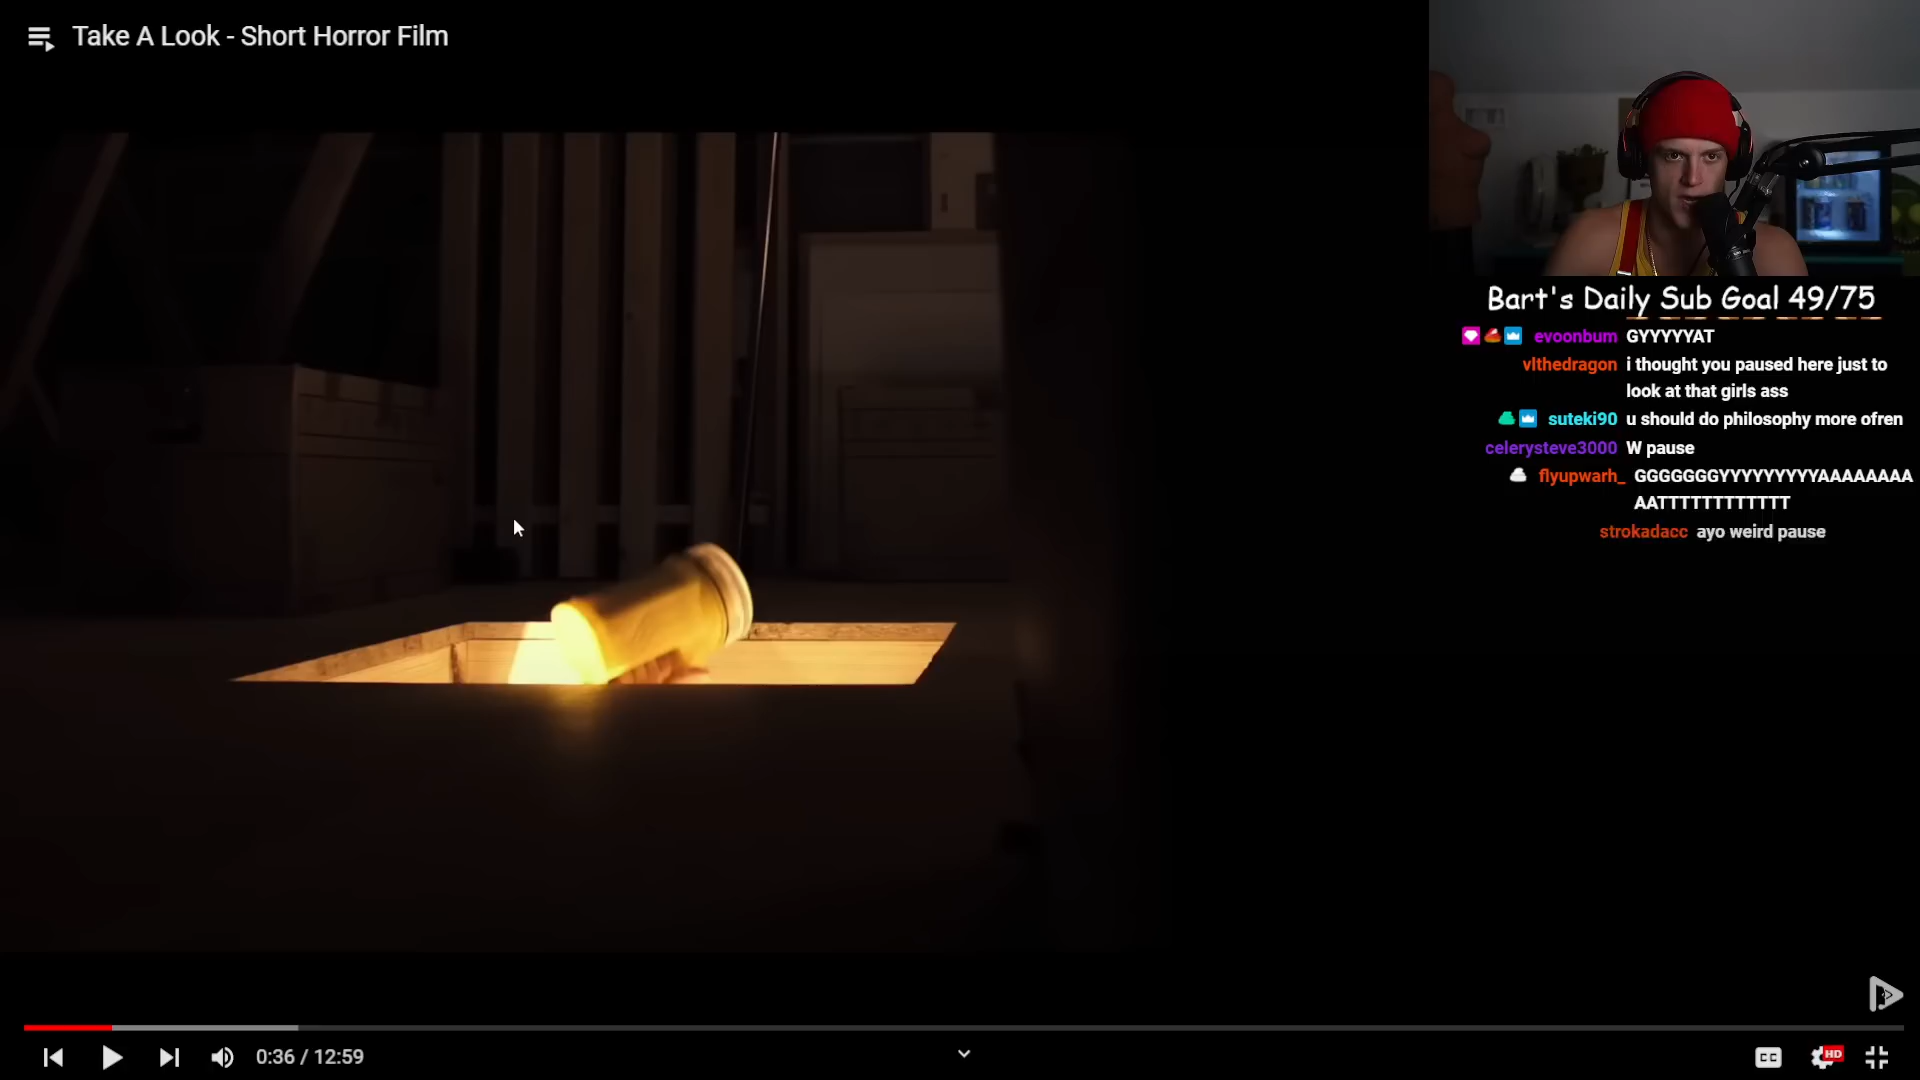 Take A Look - Short Horror Film
Bart's Daily Sub Goal 49/75
evoonbum GYYYYYAT
vlthedragon i thought you paused here just to
look at that girls ass
suteki90 u should do philosophy more ofren
celerysteve3000 W pause
flyupwarh_ GGGGGGGYYYYYYYYYAAAAAAAA
AATTTTTTTTTTTT
strokadacc ayo weird pause
0:36 / 12:59
CC
HD